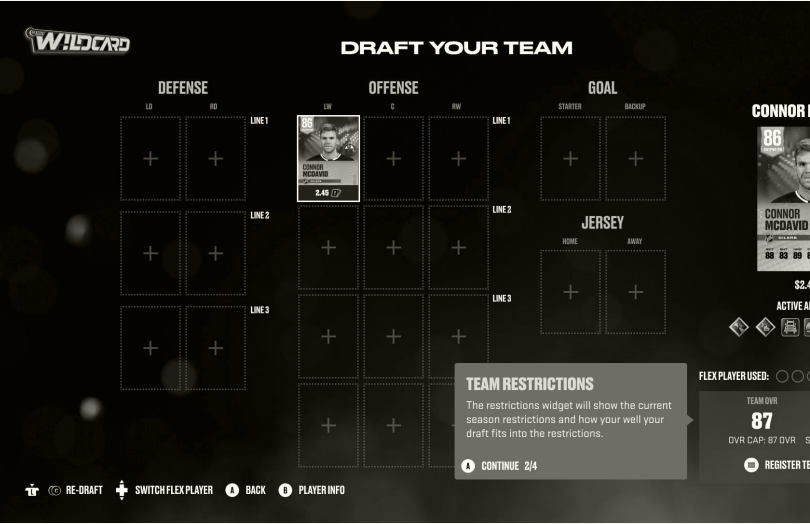 WILDCARD
DRAFT YOUR TEAM
DEFENSE
LD RD
LINE 1
LINE 2
LINE 3
OFFENSE
LW C RW
LINE 1
86
CONNOR
MCDAVID
2.45
LINE 2
LINE 3
GOAL
STARTER BACKUP
JERSEY
HOME AWAY
CONNOR
86
CONNOR
MCDAVID
88 83 89
$2.4
ACTIVE A
FLEX PLAYER USED:
TEAM OVR
87
OVR CAP: 87 OVR S
REGISTER TE
TEAM RESTRICTIONS
The restrictions widget will show the current
season restrictions and how your well your
draft fits into the restrictions.
A CONTINUE 2/4
RE-DRAFT SWITCH FLEX PLAYER A BACK B PLAYER INFO